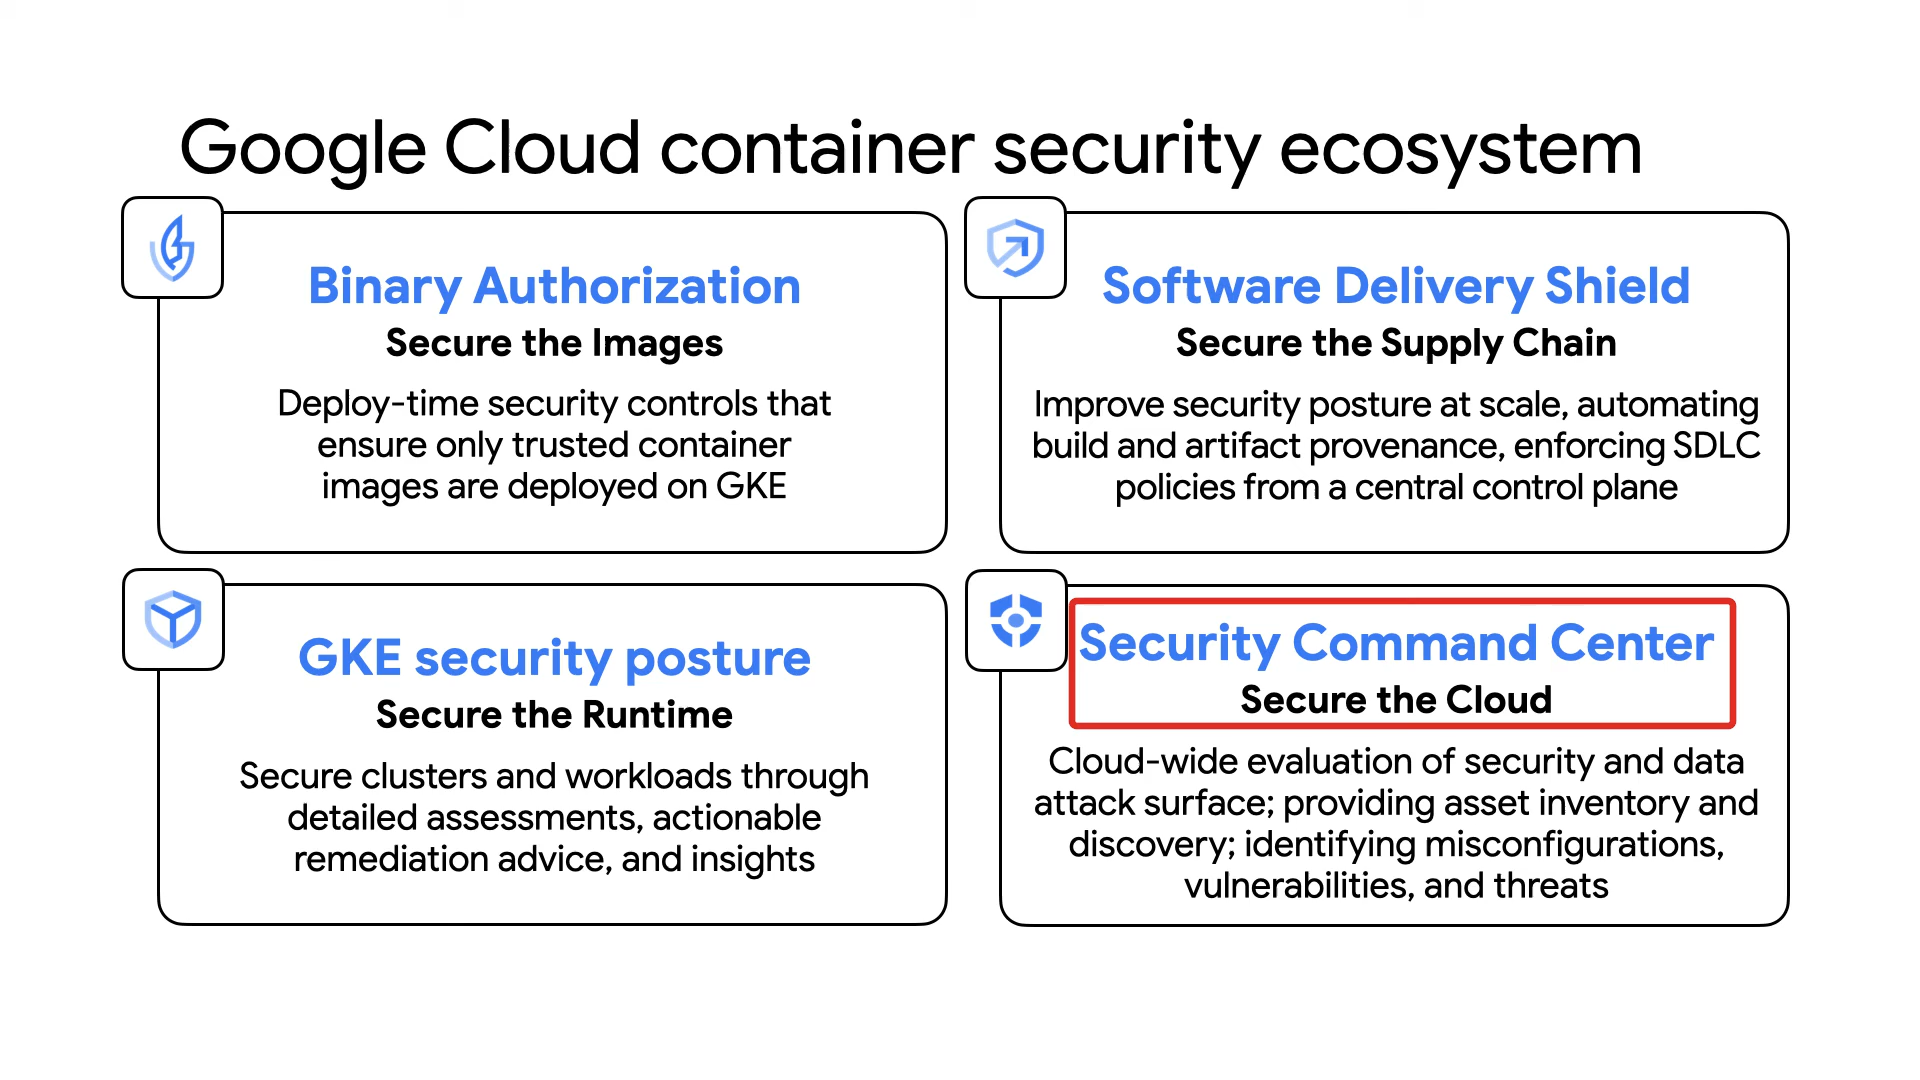 Google Cloud container security ecosystem
Binary Authorization
Secure the Images
Deploy-time security controls that
ensure only trusted container
images are deployed on GKE
Software Delivery Shield
Secure the Supply Chain
Improve security posture at scale, automating
build and artifact provenance, enforcing SDLC
policies from a central control plane
GKE security posture
Secure the Runtime
Secure clusters and workloads through
detailed assessments, actionable
remediation advice, and insights
Security Command Center
Secure the Cloud
Cloud-wide evaluation of security and data
attack surface; providing asset inventory and
discovery; identifying misconfigurations,
vulnerabilities, and threats